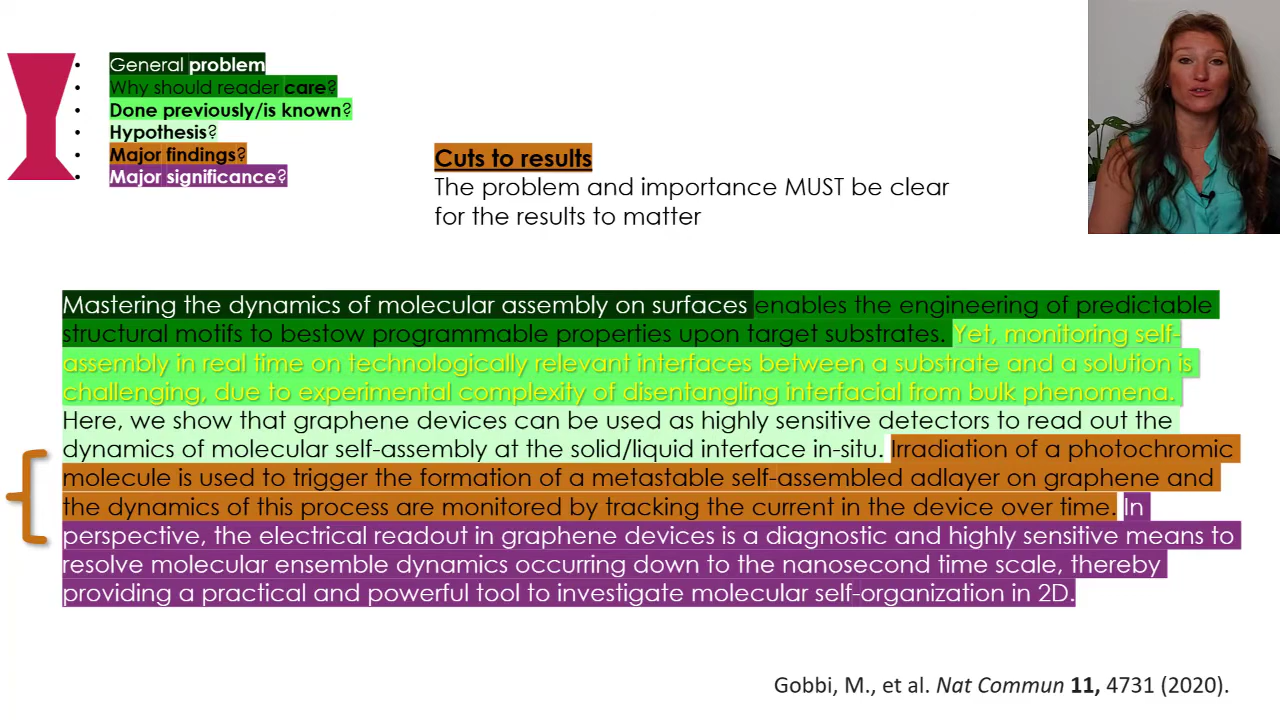 General problem
Why should reader care?
Done previously/is known?
Hypothesis?
Major findings?
Major significance?
Cuts to results
The problem and importance MUST be clear
for the results to matter
Mastering the dynamics of molecular assembly on surfaces enables the engineering of predictable
structural motifs to bestow programmable properties upon target substrates. Yet, monitoring self-
assembly in real time on technologically relevant interfaces between a substrate and a solution is
challenging, due to experimental complexity of disentangling interfacial from bulk phenomena.
Here, we show that graphene devices can be used as highly sensitive detectors to read out the
dynamics of molecular self-assembly at the solid/liquid interface in-situ. Irradiation of a photochromic
molecule is used to trigger the formation of a metastable self-assembled adlayer on graphene and
the dynamics of this process are monitored by tracking the current in the device over time. In
perspective, the electrical readout in graphene devices is a diagnostic and highly sensitive means to
resolve molecular ensemble dynamics occurring down to the nanosecond time scale, thereby
providing a practical and powerful tool to investigate molecular self-organization in 2D.
Gobbi, M., et al. Nat Commun 11, 4731 (2020).